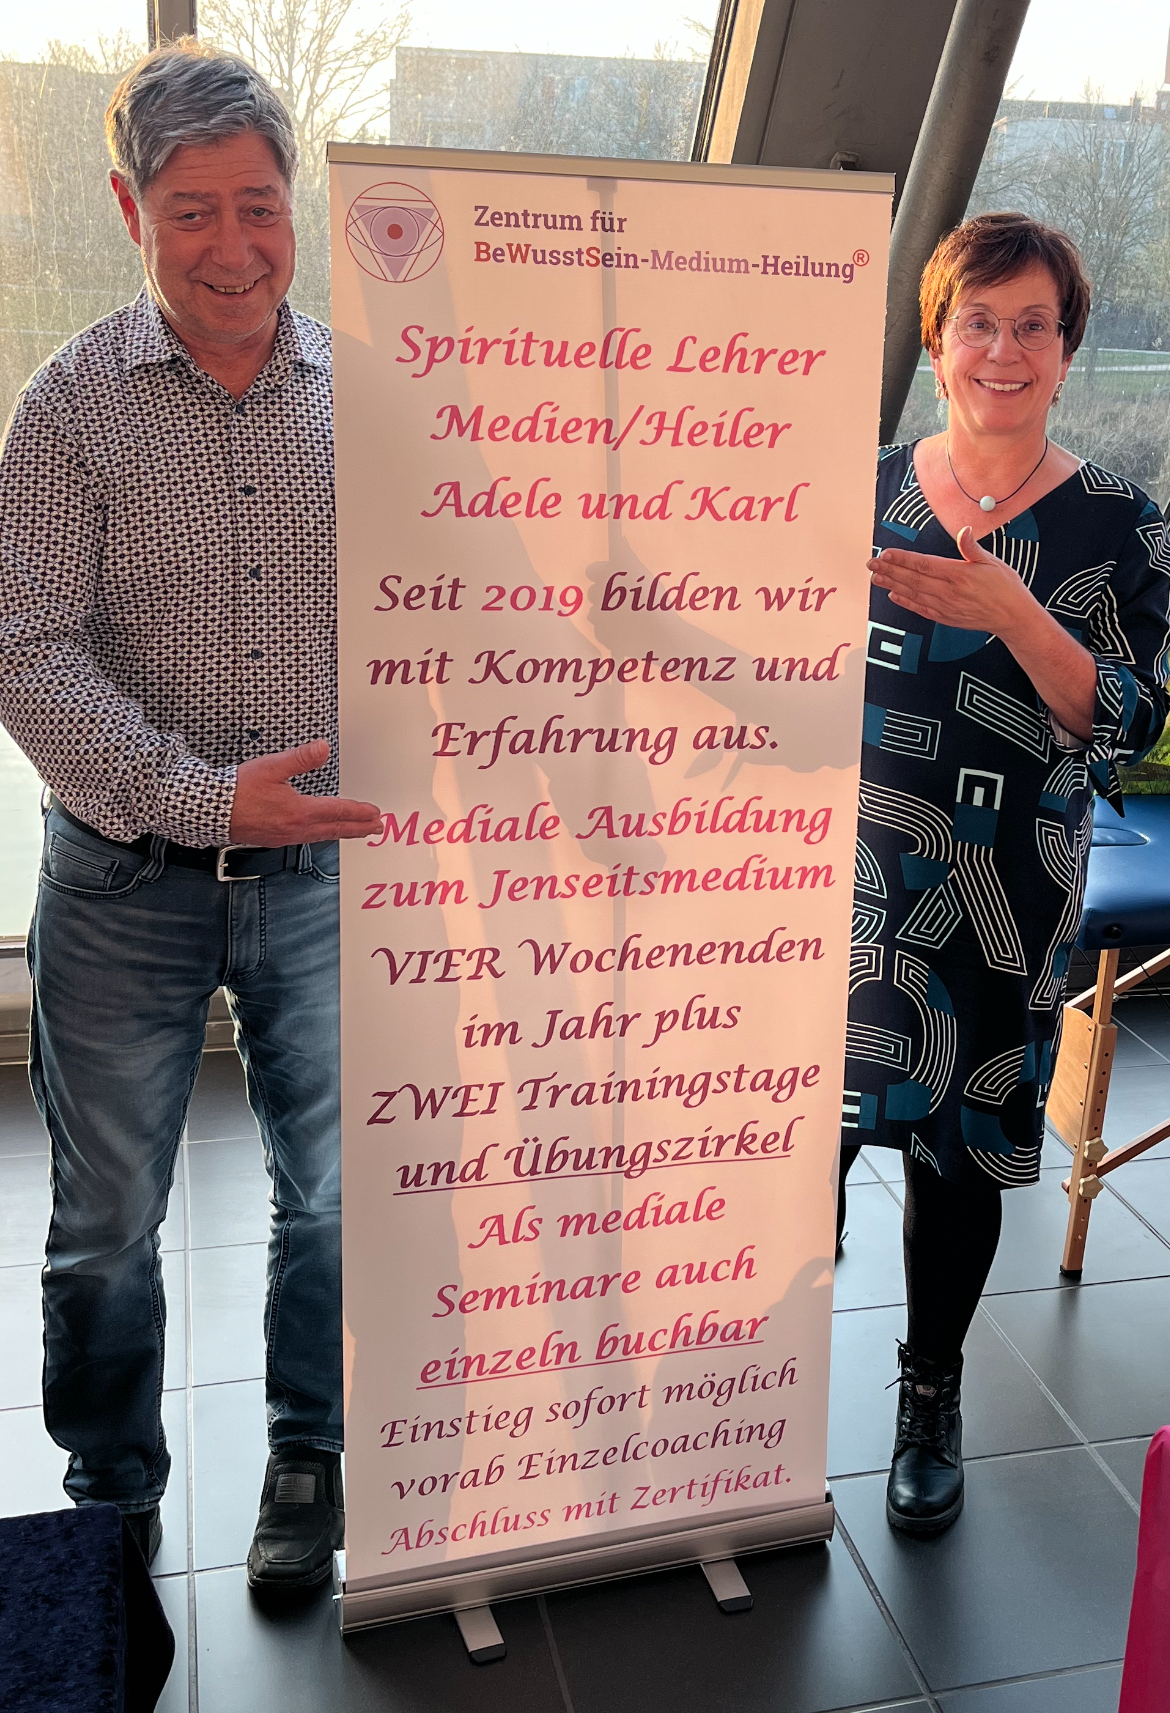 Zentrum für
BeWusstSein-Medium-Heilung®
Spirituelle Lehrer
Medien/Heiler
Adele und Karl
Seit 2019 bilden wir
mit Kompetenz und
Erfahrung aus.
Mediale Ausbildung
zum Jenseitsmedium
VIER Wochenenden
im Jahr plus
ZWEI Trainingstage
und Übungszirkel
Als mediale
Seminare auch
einzeln buchbar
Einstieg sofort möglich
vorab Einzelcoaching
Abschluss mit Zertifikat.